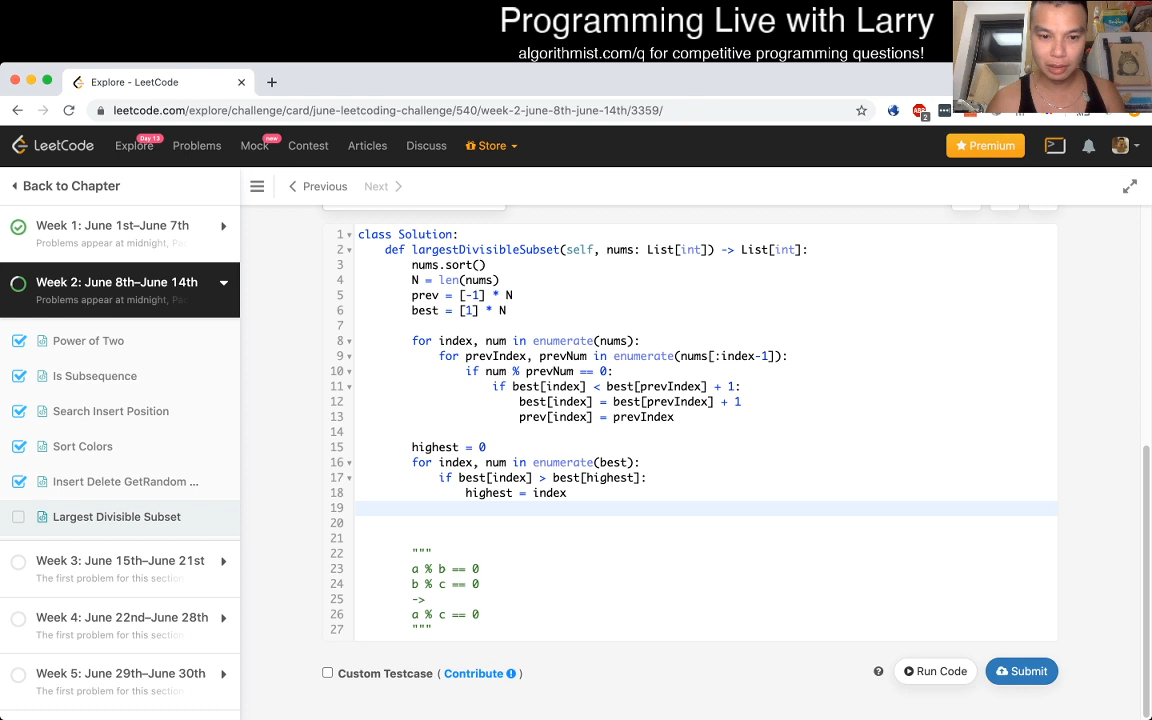 Programming Live with Larry
algorithmist.com/q for competitive programming questions!
Explore - LeetCode
leetcode.com/explore/challenge/card/june-leetcoding-challenge/540/week-2-june-8th-june-14th/3359/
LeetCode
Explore
Day 13
Problems
Mock
new
Contest
Articles
Discuss
Store
Premium
Back to Chapter
Previous
Next
Week 1: June 1st–June 7th
Problems appear at midnight, Pac
Week 2: June 8th–June 14th
Problems appear at midnight, Pac
Power of Two
Is Subsequence
Search Insert Position
Sort Colors
Insert Delete GetRandom ...
Largest Divisible Subset
Week 3: June 15th–June 21st
The first problem for this section
Week 4: June 22nd–June 28th
The first problem for this section
Week 5: June 29th–June 30th
The first problem for this section
1 class Solution:
2 def largestDivisibleSubset(self, nums: List[int]) -> List[int]:
3 nums.sort()
4 N = len(nums)
5 prev = [-1] * N
6 best = [1] * N
7
8 for index, num in enumerate(nums):
9 for prevIndex, prevNum in enumerate(nums[:index-1]):
10 if num % prevNum == 0:
11 if best[index] < best[prevIndex] + 1:
12 best[index] = best[prevIndex] + 1
13 prev[index] = prevIndex
14
15 highest = 0
16 for index, num in enumerate(best):
17 if best[index] > best[highest]:
18 highest = index
19
20
21
22 """
23 a % b == 0
24 b % c == 0
25 ->
26 a % c == 0
27 """
Custom Testcase ( Contribute )
Run Code
Submit